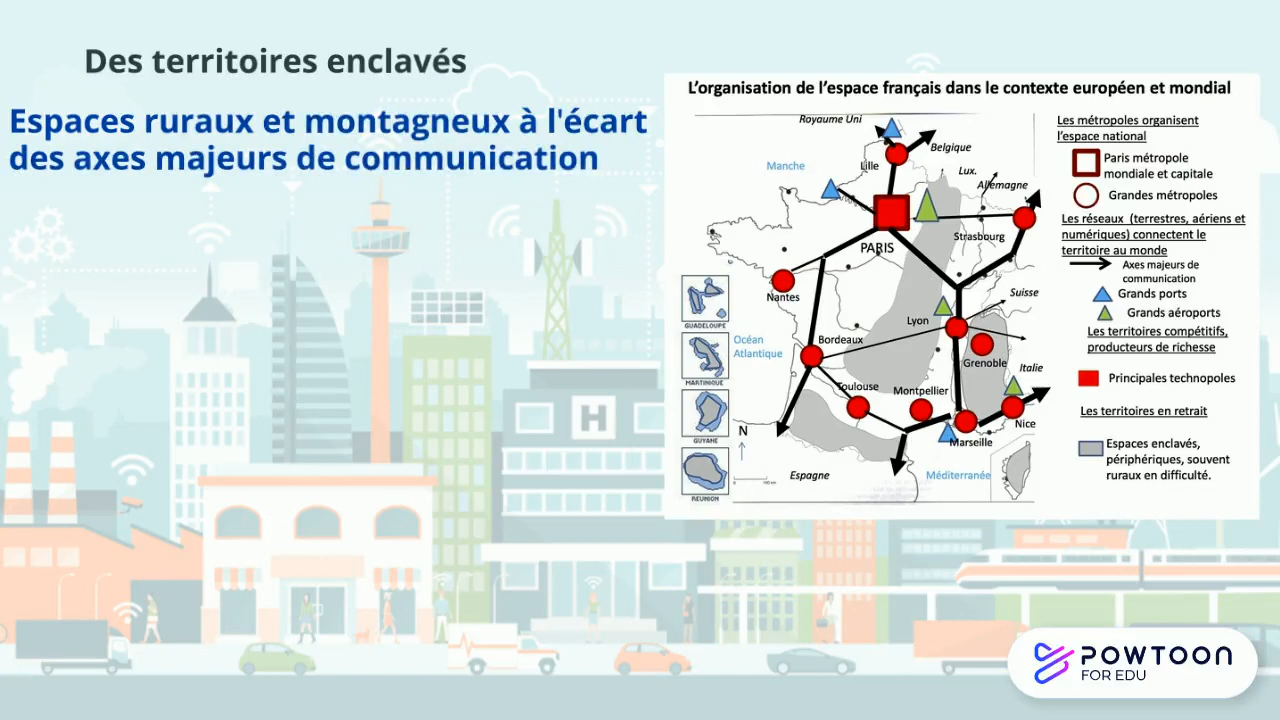 Des territoires enclavés
Espaces ruraux et montagneux à l'écart
des axes majeurs de communication
L'organisation de l'espace français dans le contexte européen et mondial
Royaume Uni
Belgique
Manche
Lille
Lux.
Allemagne
PARIS
Strasbourg
Nantes
Suisse
Lyon
Océan
Atlantique
Bordeaux
Grenoble
Italie
Toulouse
Montpellier
Nice
Marseille
N
Espagne
Méditerranée
GUADELOUPE
MARTINIQUE
GUYANE
REUNION
Les métropoles organisent
l'espace national
Paris métropole
mondiale et capitale
Grandes métropoles
Les réseaux (terrestres, aériens et
numériques) connectent le
territoire au monde
Axes majeurs de
communication
Grands ports
Grands aéroports
Les territoires compétitifs,
producteurs de richesse
Principales technopoles
Les territoires en retrait
Espaces enclavés,
périphériques, souvent
ruraux en difficulté.
H
POWTOON
FOR EDU